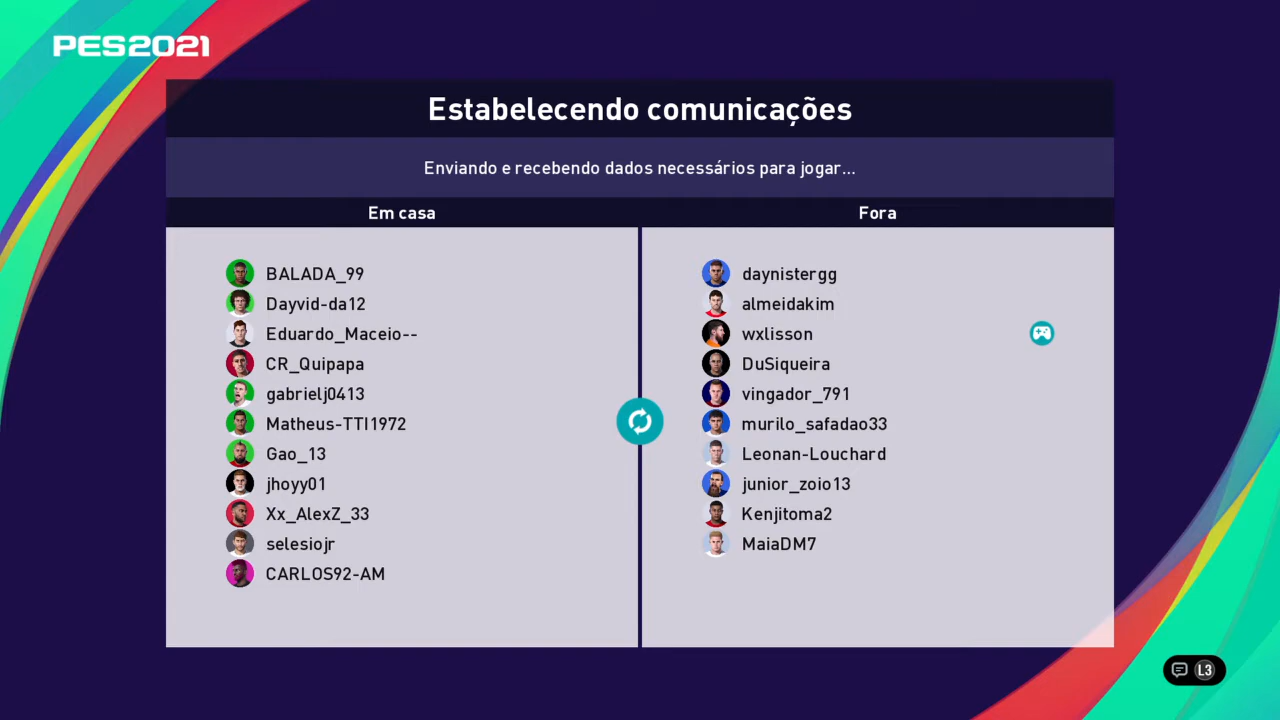 PES2021
Estabelecendo comunicações
Enviando e recebendo dados necessários para jogar...
Em casa
Fora
BALADA_99
Dayvid-da12
Eduardo_Maceio--
CR_Quipapa
gabrielj0413
Matheus-TTI1972
Gao_13
jhoyy01
Xx_AlexZ_33
selesiojr
CARLOS92-AM
daynistergg
almeidakim
wxlisson
DuSiqueira
vingador_791
murilo_safadao33
Leonan-Louchard
junior_zoio13
Kenjitoma2
MaiaDM7
L3